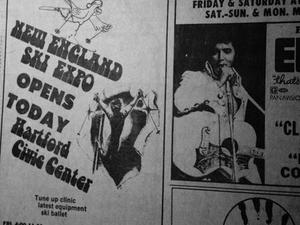 NEW ENGLAND
SKI EXPO
OPENS
TODAY
Hartford
Civic Center
Tune up clinic
latest equipment
ski ballet
FRIDAY & SATURDAY A
SAT.-SUN. & MON. M
E
that's
PANAVISION
"CL
"
CO